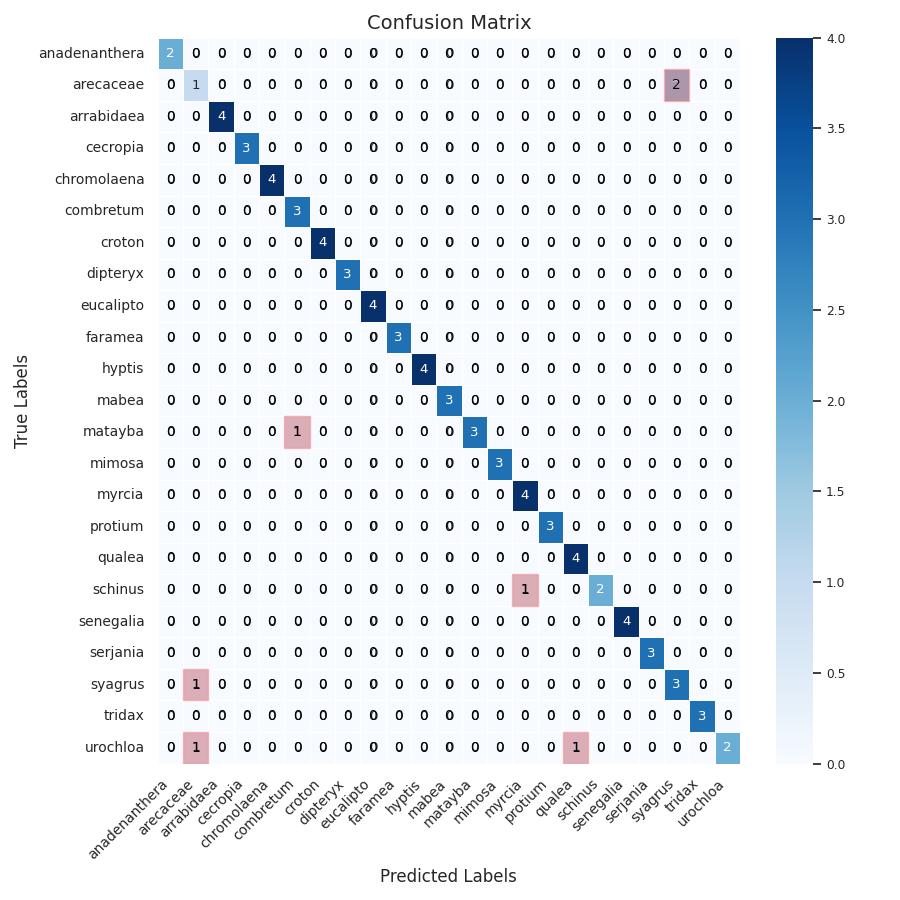 Confusion Matrix
anadenanthera 2 0 0 0 0 0 0 0 0 0 0 0 0 0 0 0 0 0 0 0 0 0 0
arecaceae 0 1 0 0 0 0 0 0 0 0 0 0 0 0 0 0 0 0 0 0 2 0 0
arrabidaea 0 0 4 0 0 0 0 0 0 0 0 0 0 0 0 0 0 0 0 0 0 0 0
cecropia 0 0 0 3 0 0 0 0 0 0 0 0 0 0 0 0 0 0 0 0 0 0 0
chromolaena 0 0 0 0 4 0 0 0 0 0 0 0 0 0 0 0 0 0 0 0 0 0 0
combretum 0 0 0 0 0 3 0 0 0 0 0 0 0 0 0 0 0 0 0 0 0 0 0
croton 0 0 0 0 0 0 4 0 0 0 0 0 0 0 0 0 0 0 0 0 0 0 0
dipteryx 0 0 0 0 0 0 0 3 0 0 0 0 0 0 0 0 0 0 0 0 0 0 0
eucalipto 0 0 0 0 0 0 0 0 4 0 0 0 0 0 0 0 0 0 0 0 0 0 0
faramea 0 0 0 0 0 0 0 0 0 3 0 0 0 0 0 0 0 0 0 0 0 0 0
hyptis 0 0 0 0 0 0 0 0 0 0 4 0 0 0 0 0 0 0 0 0 0 0 0
mabea 0 0 0 0 0 0 0 0 0 0 0 3 0 0 0 0 0 0 0 0 0 0 0
matayba 0 0 0 0 0 1 0 0 0 0 0 0 3 0 0 0 0 0 0 0 0 0 0
mimosa 0 0 0 0 0 0 0 0 0 0 0 0 0 3 0 0 0 0 0 0 0 0 0
myrcia 0 0 0 0 0 0 0 0 0 0 0 0 0 0 4 0 0 0 0 0 0 0 0
protium 0 0 0 0 0 0 0 0 0 0 0 0 0 0 0 3 0 0 0 0 0 0 0
qualea 0 0 0 0 0 0 0 0 0 0 0 0 0 0 0 0 4 0 0 0 0 0 0
schinus 0 0 0 0 0 0 0 0 0 0 0 0 0 0 1 0 0 2 0 0 0 0 0
senegalia 0 0 0 0 0 0 0 0 0 0 0 0 0 0 0 0 0 0 4 0 0 0 0
serjania 0 0 0 0 0 0 0 0 0 0 0 0 0 0 0 0 0 0 0 3 0 0 0
syagrus 0 1 0 0 0 0 0 0 0 0 0 0 0 0 0 0 0 0 0 0 3 0 0
tridax 0 0 0 0 0 0 0 0 0 0 0 0 0 0 0 0 0 0 0 0 0 3 0
urochloa 0 1 0 0 0 0 0 0 0 0 0 0 0 0 0 0 1 0 0 0 0 0 2
True Labels
anadenanthera
arecaceae
arrabidaea
cecropia
chromolaena
combretum
croton
dipteryx
eucalipto
faramea
hyptis
mabea
matayba
mimosa
myrcia
protium
qualea
schinus
senegalia
serjania
syagrus
tridax
urochloa
Predicted Labels
4.0
3.5
3.0
2.5
2.0
1.5
1.0
0.5
0.0